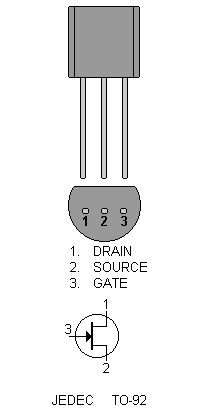 1 2 3
1. DRAIN
2. SOURCE
3. GATE
1
3
2
JEDEC TO-92